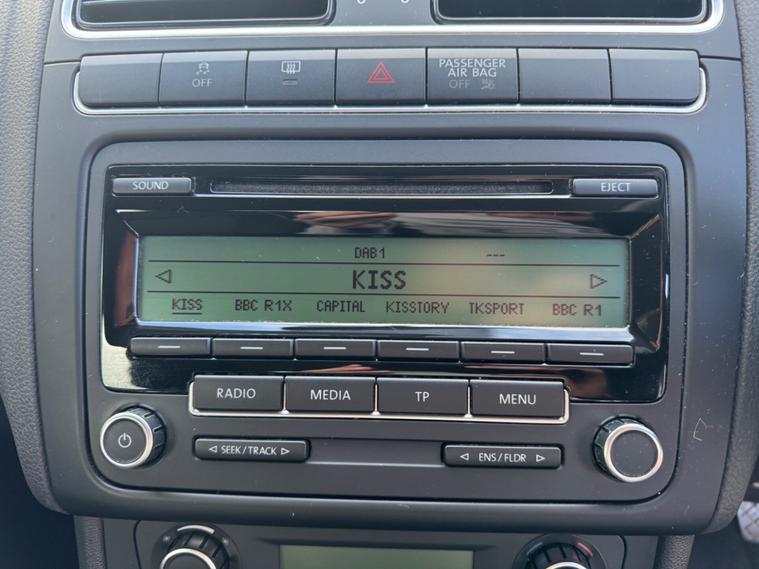 OFF
PASSENGER
AIR BAG
OFF
SOUND EJECT
DAB1 ---
KISS
KISS BBC R1X CAPITAL KISSTORY TKSPORT BBC R1
RADIO MEDIA TP MENU
SEEK/TRACK ENS/FLDR